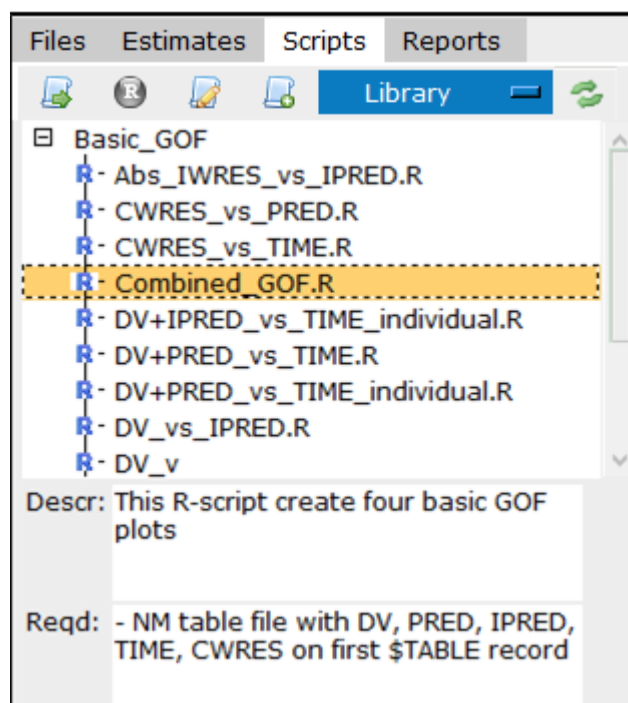 Files Estimates Scripts Reports
R Library
Basic_GOF
R - Abs_IWRES_vs_IPRED.R
R - CWRES_vs_PRED.R
R - CWRES_vs_TIME.R
R - Combined_GOF.R
R - DV+IPRED_vs_TIME_individual.R
R - DV+PRED_vs_TIME.R
R - DV+PRED_vs_TIME_individual.R
R - DV_vs_IPRED.R
R - DV_v
Descr: This R-script create four basic GOF
plots
Reqd: - NM table file with DV, PRED, IPRED,
TIME, CWRES on first $TABLE record